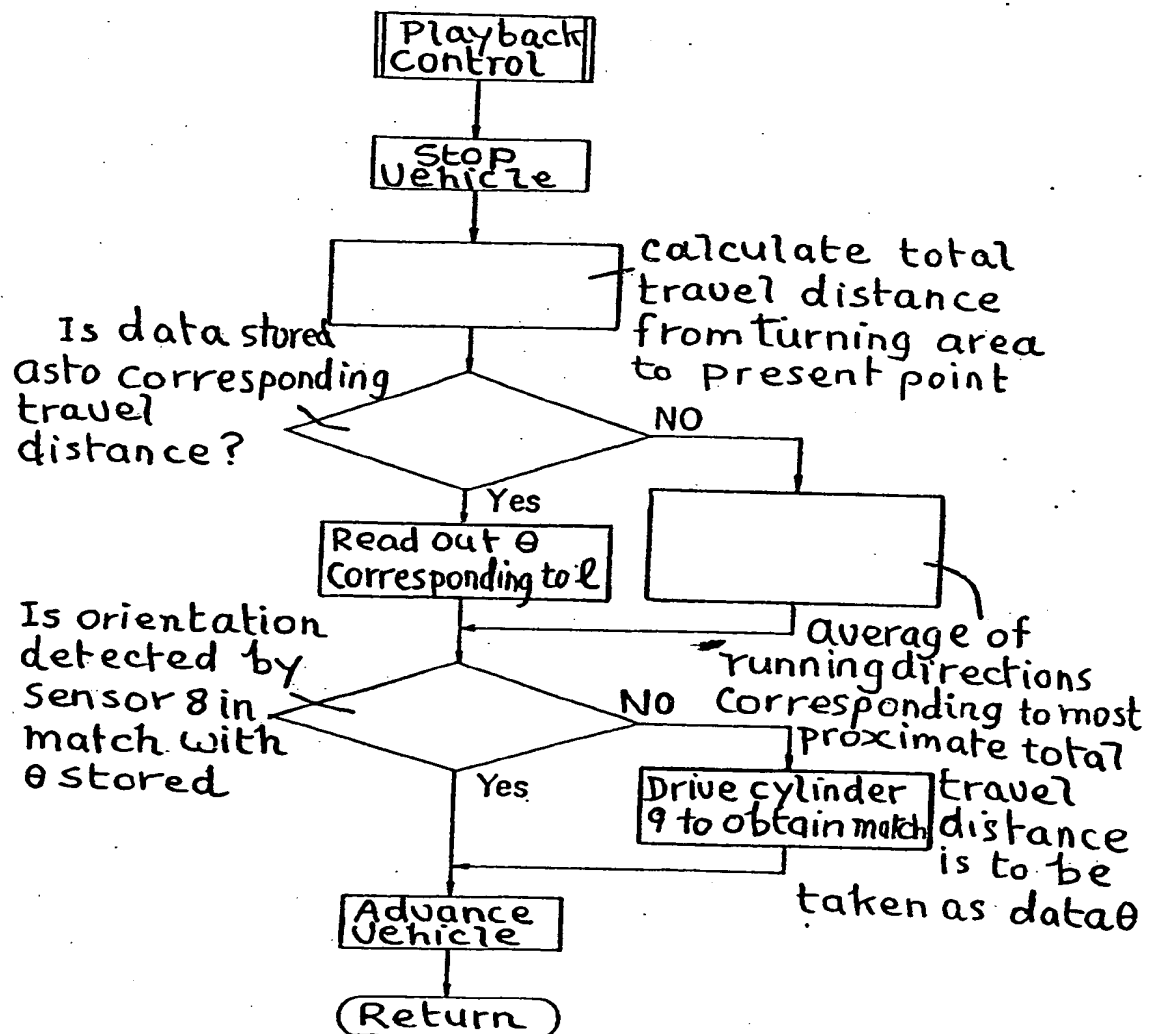 Playback
Control
Stop
Vehicle
calculate total
travel distance
from turning area
to present point
Is data stored
asto corresponding
travel
distance?
NO
Yes
Read out θ
Corresponding to ℓ
average of
running directions
Corresponding to most
proximate total
travel
distance
is to be
taken as data θ
Is orientation
detected by
Sensor 8 in
match with
θ stored
NO
Yes
Drive cylinder
9 to obtain match
Advance
Vehicle
Return